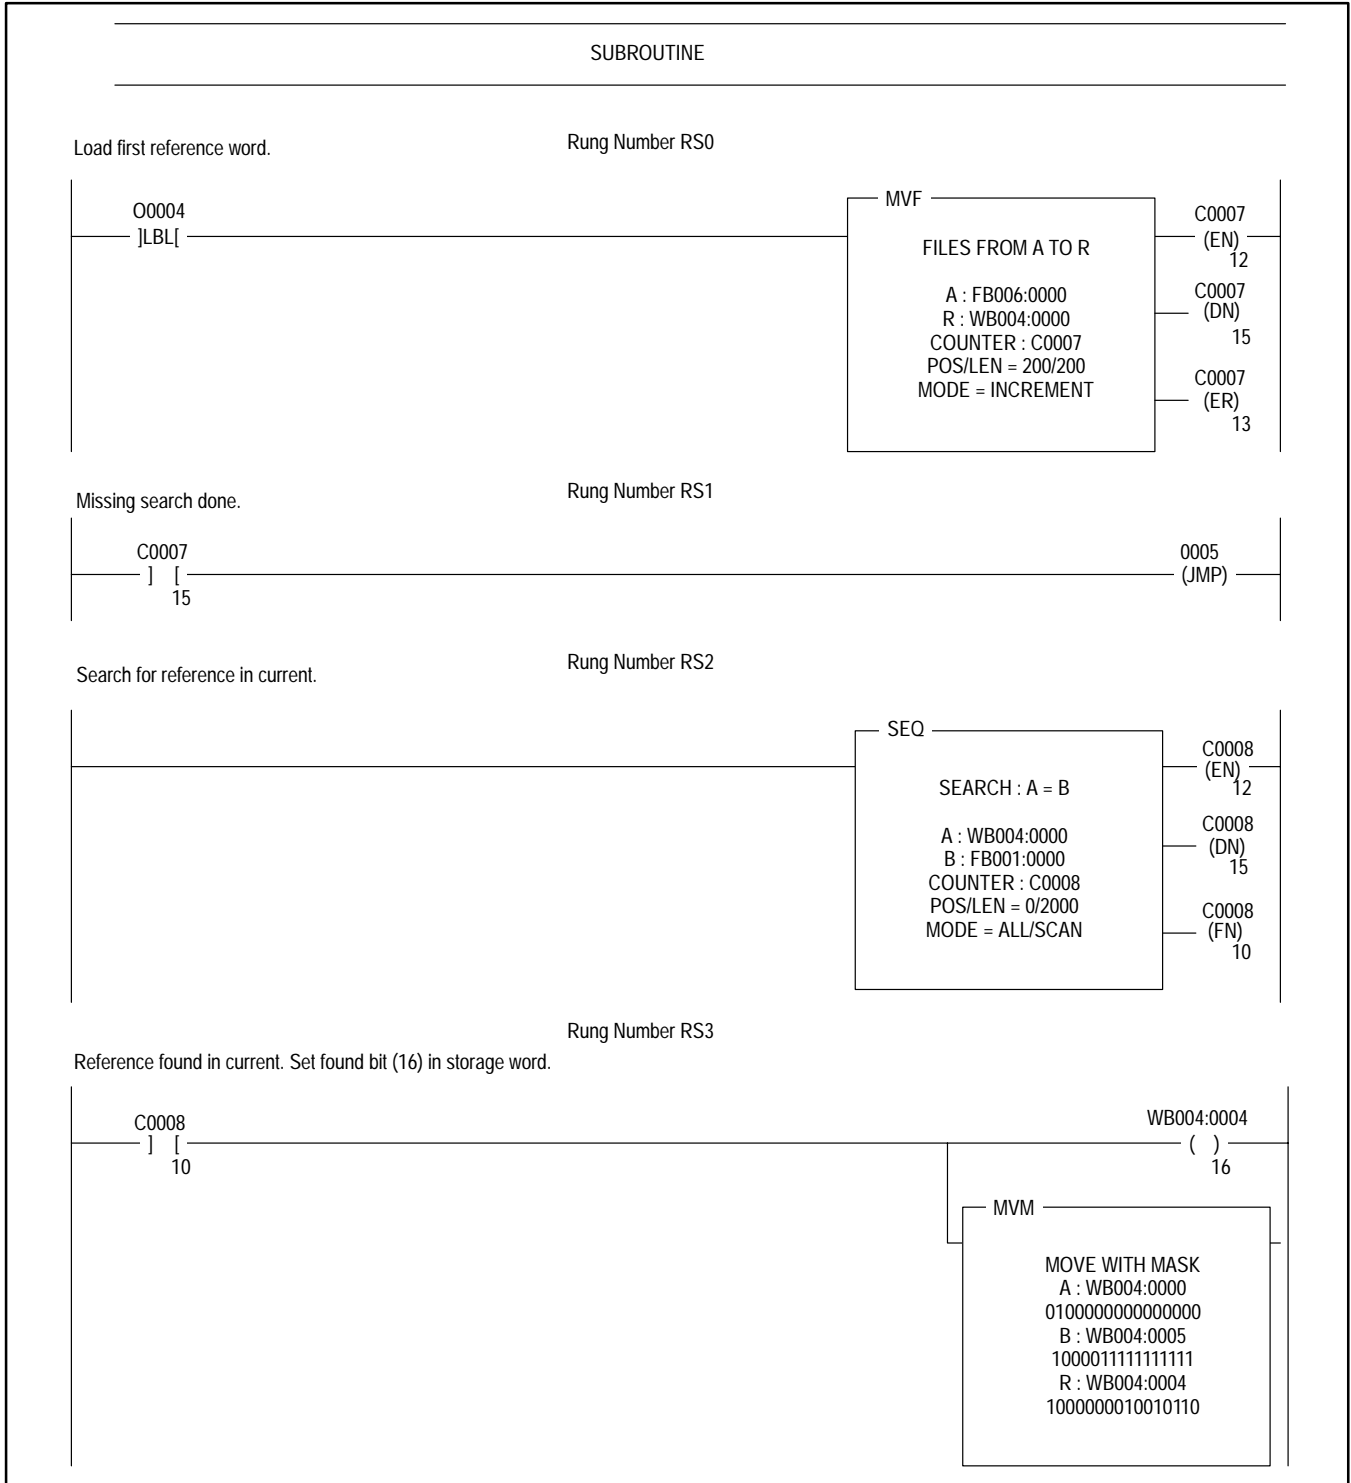 SUBROUTINE
Rung Number RS0
Load first reference word.
O0004
]LBL[
MVF
FILES FROM A TO R
A : FB006:0000
R : WB004:0000
COUNTER : C0007
POS/LEN = 200/200
MODE = INCREMENT
C0007
(EN)
12
C0007
(DN)
15
C0007
(ER)
13
Rung Number RS1
Missing search done.
C0007
] [
15
0005
(JMP)
Rung Number RS2
Search for reference in current.
SEQ
SEARCH : A = B
A : WB004:0000
B : FB001:0000
COUNTER : C0008
POS/LEN = 0/2000
MODE = ALL/SCAN
C0008
(EN)
12
C0008
(DN)
15
C0008
(FN)
10
Rung Number RS3
Reference found in current. Set found bit (16) in storage word.
C0008
] [
10
WB004:0004
( )
16
MVM
MOVE WITH MASK
A : WB004:0000
0100000000000000
B : WB004:0005
1000011111111111
R : WB004:0004
1000000010010110